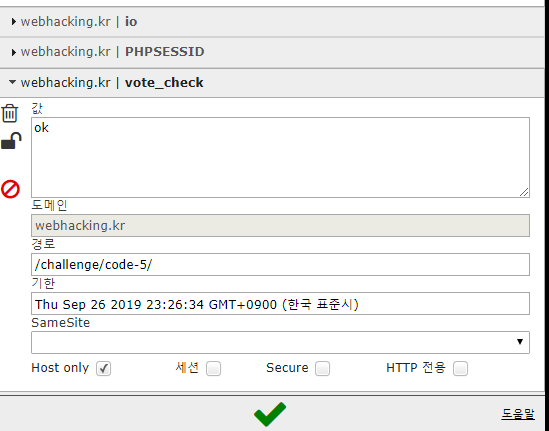 webhacking.kr | io
webhacking.kr | PHPSESSID
webhacking.kr | vote_check
값
ok
도메인
webhacking.kr
경로
/challenge/code-5/
기한
Thu Sep 26 2019 23:26:34 GMT+0900 (한국 표준시)
SameSite
Host only 세션 Secure HTTP 전용
도움말